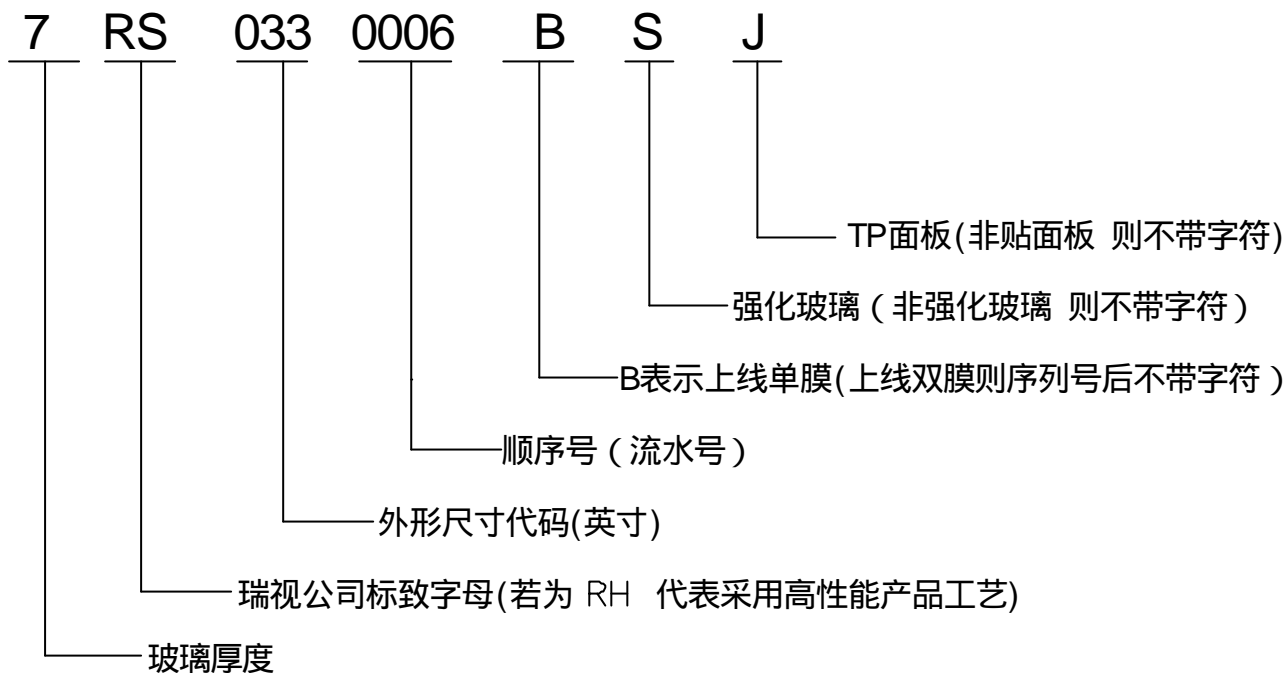 7 RS 033 0006 B S J
TP面板(非贴面板 则不带字符)
强化玻璃(非强化玻璃 则不带字符)
B表示上线单膜(上线双膜则序列号后不带字符)
顺序号(流水号)
外形尺寸代码(英寸)
瑞视公司标致字母(若为 RH 代表采用高性能产品工艺)
玻璃厚度